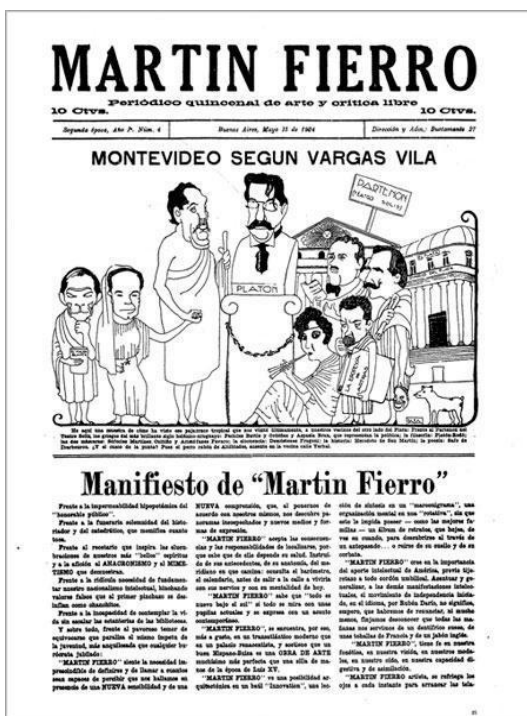 MARTIN FIERRO
Periódico quincenal de arte y crítica libre
10 Ctvs. 10 Ctvs.
Segunda época, Año 1º. Núm. 4 Buenos Aires, Mayo 15 de 1924 Dirección y Adm.: Bustamante 27
MONTEVIDEO SEGUN VARGAS VILA
PARTENON
PLATON
Manifiesto de "Martin Fierro"
Frente a la impermeabilidad hipopotámica del
"honorable público".
Frente a la funeraria solemnidad del histo-
riador y del catedrático, que momifica cuanto
toca.
Frente al recetario que inspira las elucu-
braciones de nuestros más "bellos" espíritus
y a la afición al ANACRONISMO y al MIME-
TISMO que demuestran.
Frente a la ridícula necesidad de fundamen-
tar nuestro nacionalismo intelectual, hinchando
valores falsos que al primer pinchazo se desin-
flan como chanchitos.
Frente a la incapacidad de contemplar la vi-
da sin escalar las estanterías de las bibliotecas.
Y sobre todo, frente al pavoroso temor de
equivocarse que paraliza el mismo ímpetu de
la juventud, más anquilosada que cualquier bu-
rócrata jubilado:
"MARTIN FIERRO" siente la necesidad im-
prescindible de definirse y de llamar a cuantos
sean capaces de percibir que nos hallamos en
presencia de una NUEVA sensibilidad y de una
NUEVA comprensión, que, al ponernos de
acuerdo con nosotros mismos, nos descubre pa-
noramas insospechados y nuevos medios y for-
mas de expresión.
"MARTIN FIERRO" acepta las consecuen-
cias y las responsabilidades de localizarse, por-
que sabe que de ello depende su salud. Instruí-
do de sus antecedentes, de su anatomía, del me-
ridiano en que camina: consulta el barómetro,
el calendario, antes de salir a la calle a vivirla
con sus nervios y con su mentalidad de hoy.
"MARTIN FIERRO" sabe que "todo es
nuevo bajo el sol" si todo se mira con unas
pupilas actuales y se expresa con un acento
contemporáneo.
"MARTIN FIERRO", se encuentra, por eso,
más a gusto, en un transatlántico moderno que
en un palacio renacentista, y sostiene que un
buen Hispano-Suiza es una OBRA DE ARTE
muchísimo más perfecta que una silla de ma-
nos de la época de Luis XV.
"MARTIN FIERRO" ve una posibilidad ar-
quitectónica en un baúl "Innovation", una lec-
ción de síntesis en un "marconigrama", una
organización mental en una "rotativa", sin que
esto le impida poseer — como las mejores fa-
milias — un álbum de retratos, que hojea, de
vez en cuando, para descubrirse al través de
un antepasado... o reirse de su cuello y de su
corbata.
"MARTIN FIERRO" cree en la importancia
del aporte intelectual de América, previo tije-
retazo a todo cordón umbilical. Acentuar y ge-
neralizar, a las demás manifestaciones intelec-
tuales, el movimiento de independencia inicia-
do, en el idioma, por Rubén Darío, no significa,
empero, que habremos de renunciar, ni mucho
menos, finjamos desconocer que todas las ma-
ñanas nos servimos de un dentífrico sueco, de
unas tohallas de Francia y de un jabón inglés.
"MARTIN FIERRO", tiene fe en nuestra
fonética, en nuestra visión, en nuestros moda-
les, en nuestro oído, en nuestra capacidad diges-
tiva y de asimilación.
"MARTIN FIERRO" artista, se refriega los
ojos a cada instante para arrancar las tela-